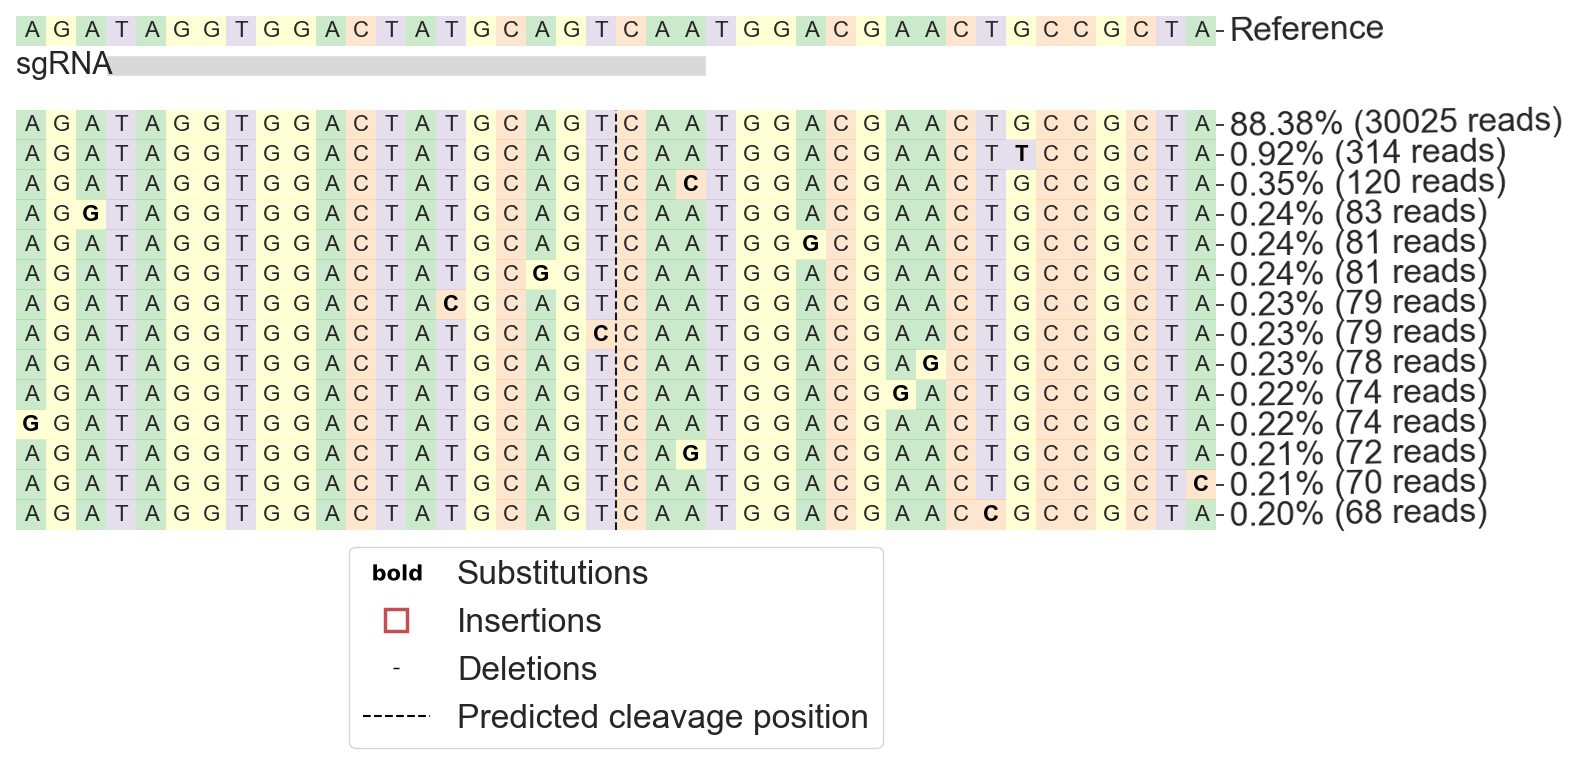 A G A T A G G T G G A C T A T G C A G T C A A T G G A C G A A C T G C C G C T A - Reference
sgRNA
A G A T A G G T G G A C T A T G C A G T C A A T G G A C G A A C T G C C G C T A - 88.38% (30025 reads)
A G A T A G G T G G A C T A T G C A G T C A A T G G A C G A A C T T C C G C T A - 0.92% (314 reads)
A G A T A G G T G G A C T A T G C A G T C A C T G G A C G A A C T G C C G C T A - 0.35% (120 reads)
A G G T A G G T G G A C T A T G C A G T C A A T G G A C G A A C T G C C G C T A - 0.24% (83 reads)
A G A T A G G T G G A C T A T G C A G T C A A T G G G C G A A C T G C C G C T A - 0.24% (81 reads)
A G A T A G G T G G A C T A T G C G G T C A A T G G A C G A A C T G C C G C T A - 0.24% (81 reads)
A G A T A G G T G G A C T A C G C A G T C A A T G G A C G A A C T G C C G C T A - 0.23% (79 reads)
A G A T A G G T G G A C T A T G C A G C C A A T G G A C G A A C T G C C G C T A - 0.23% (79 reads)
A G A T A G G T G G A C T A T G C A G T C A A T G G A C G A G C T G C C G C T A - 0.23% (78 reads)
A G A T A G G T G G A C T A T G C A G T C A A T G G A C G G A C T G C C G C T A - 0.22% (74 reads)
G G A T A G G T G G A C T A T G C A G T C A A T G G A C G A A C T G C C G C T A - 0.22% (74 reads)
A G A T A G G T G G A C T A T G C A G T C A G T G G A C G A A C T G C C G C T A - 0.21% (72 reads)
A G A T A G G T G G A C T A T G C A G T C A A T G G A C G A A C T G C C G C T C - 0.21% (70 reads)
A G A T A G G T G G A C T A T G C A G T C A A T G G A C G A A C C G C C G C T A - 0.20% (68 reads)
bold Substitutions
Insertions
- Deletions
Predicted cleavage position